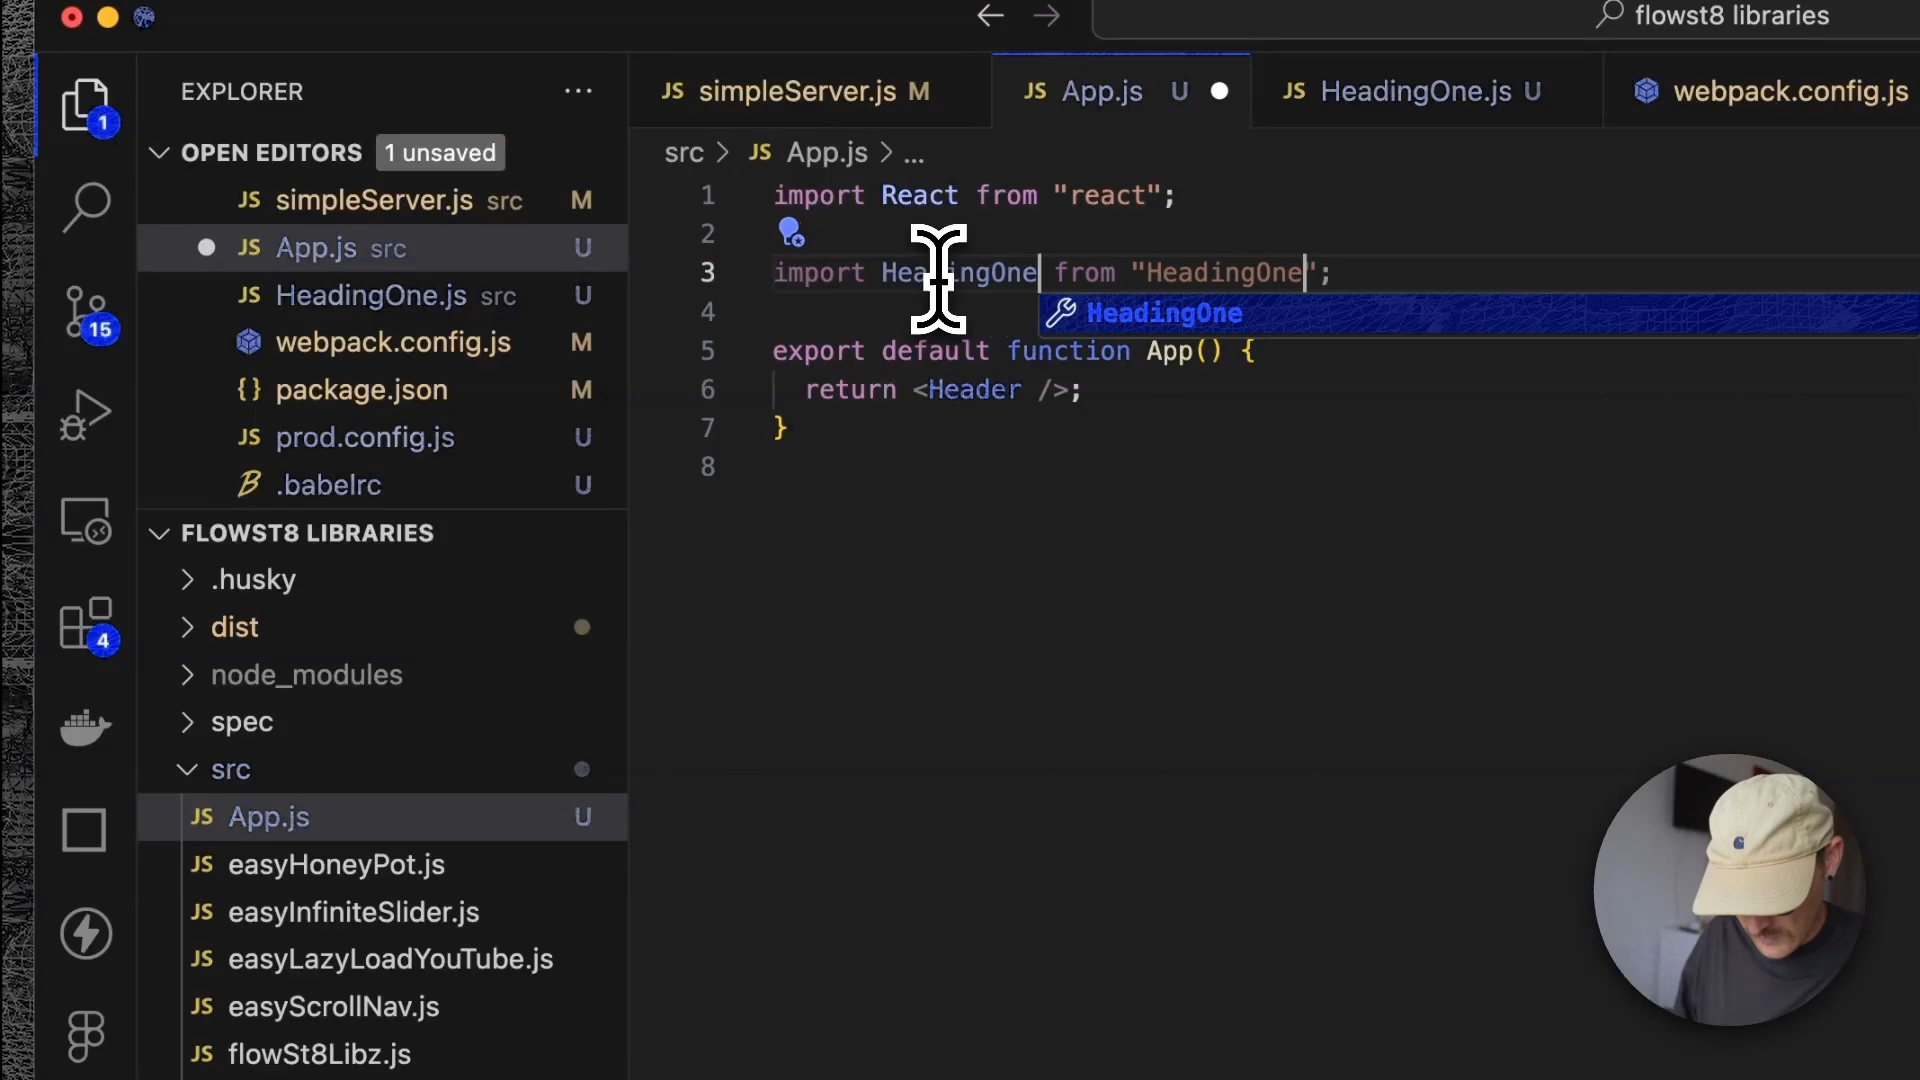 flowst8 libraries
EXPLORER ...
1
OPEN EDITORS 1 unsaved
JS simpleServer.js src M
JS App.js src U
JS HeadingOne.js src U
webpack.config.js M
{} package.json M
JS prod.config.js U
B .babelrc U
15
4
FLOWST8 LIBRARIES
.husky
dist
node_modules
spec
src
JS App.js U
JS easyHoneyPot.js
JS easyInfiniteSlider.js
JS easyLazyLoadYouTube.js
JS easyScrollNav.js
JS flowSt8Libz.js
JS simpleServer.js M
JS App.js U
JS HeadingOne.js U
webpack.config.js
src > JS App.js > ...
1 import React from "react";
2
3 import HeadingOne from "HeadingOne";
HeadingOne
4
5 export default function App() {
6 return <Header />;
7 }
8